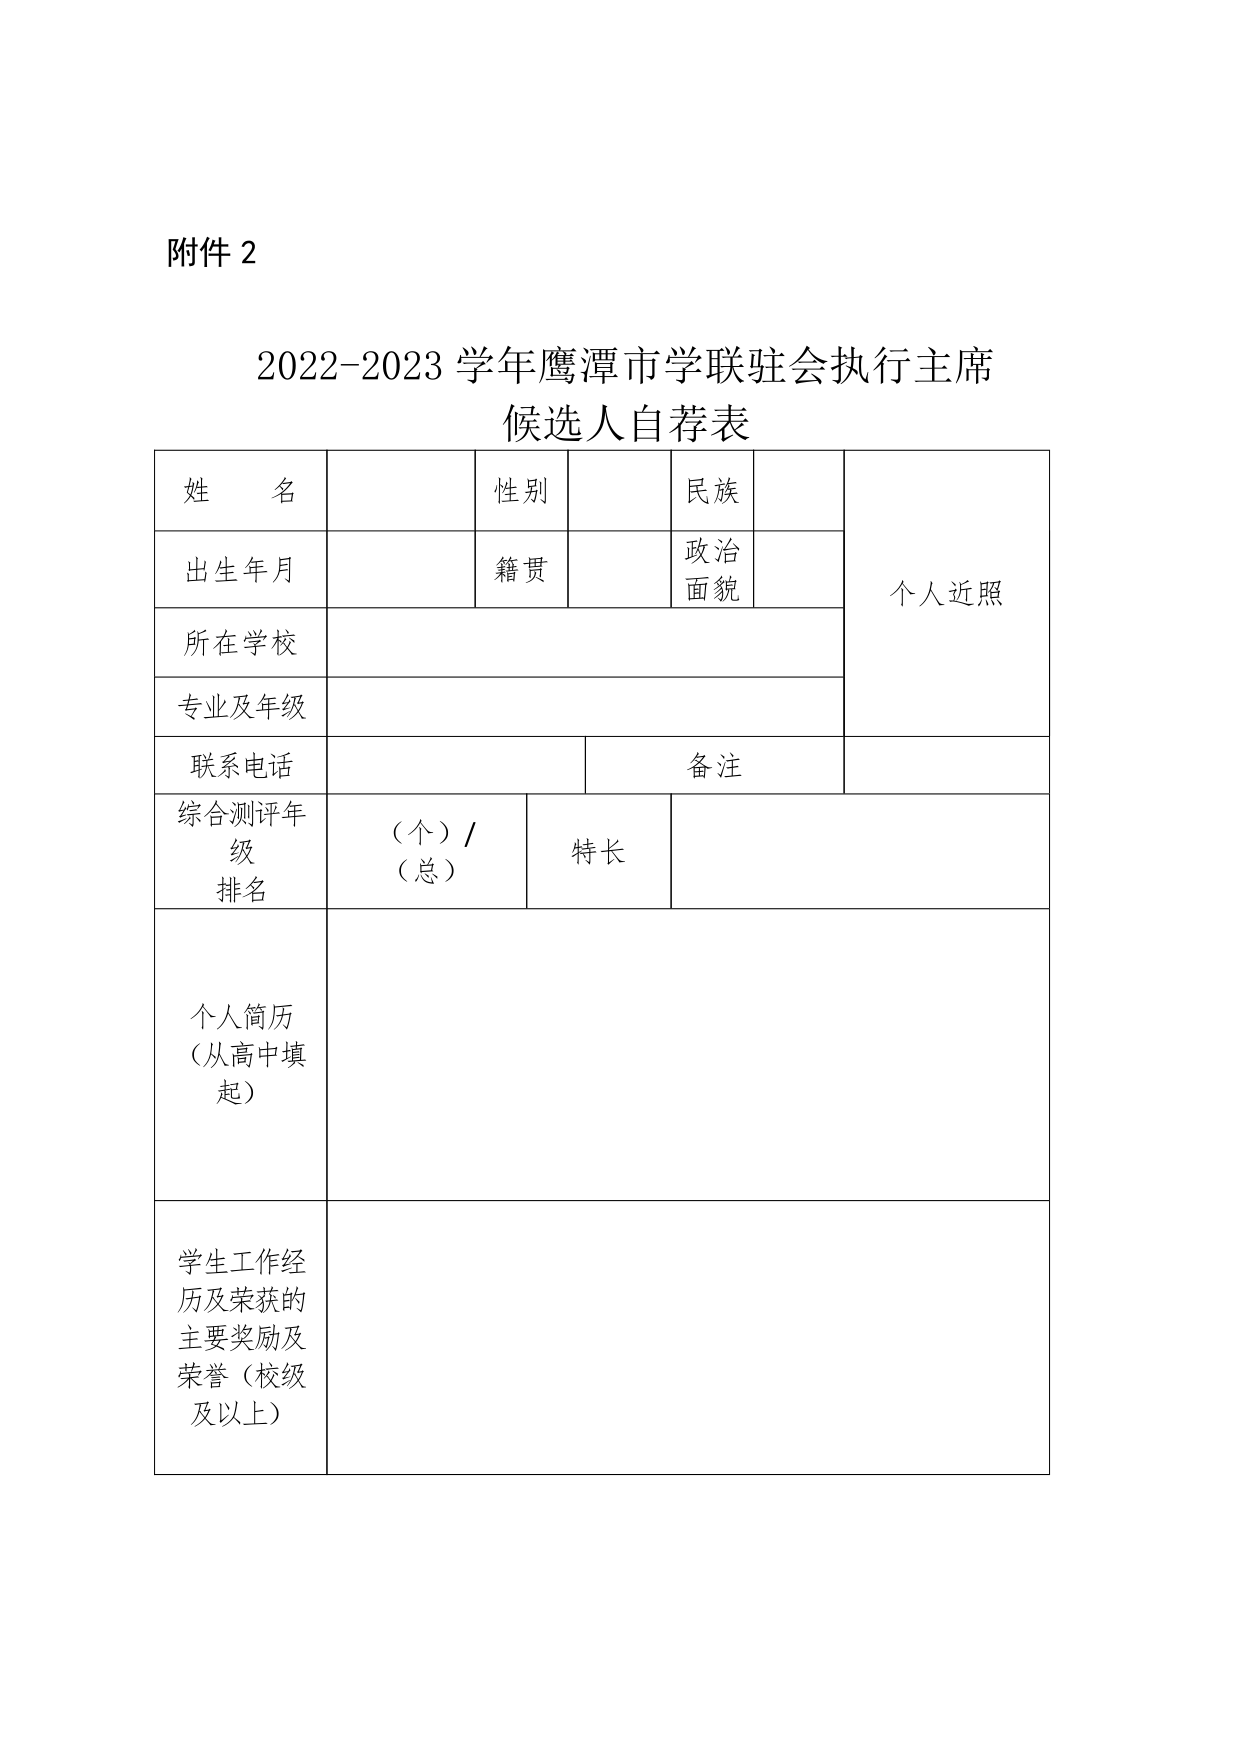 附件 2
2022-2023 学年鹰潭市学联驻会执行主席
候选人自荐表
姓 名
性别
民族
个人近照
出生年月
籍贯
政治
面貌
所在学校
专业及年级
联系电话
备注
综合测评年
级
排名
（个）/
（总）
特长
个人简历
（从高中填
起）
学生工作经
历及荣获的
主要奖励及
荣誉（校级
及以上）